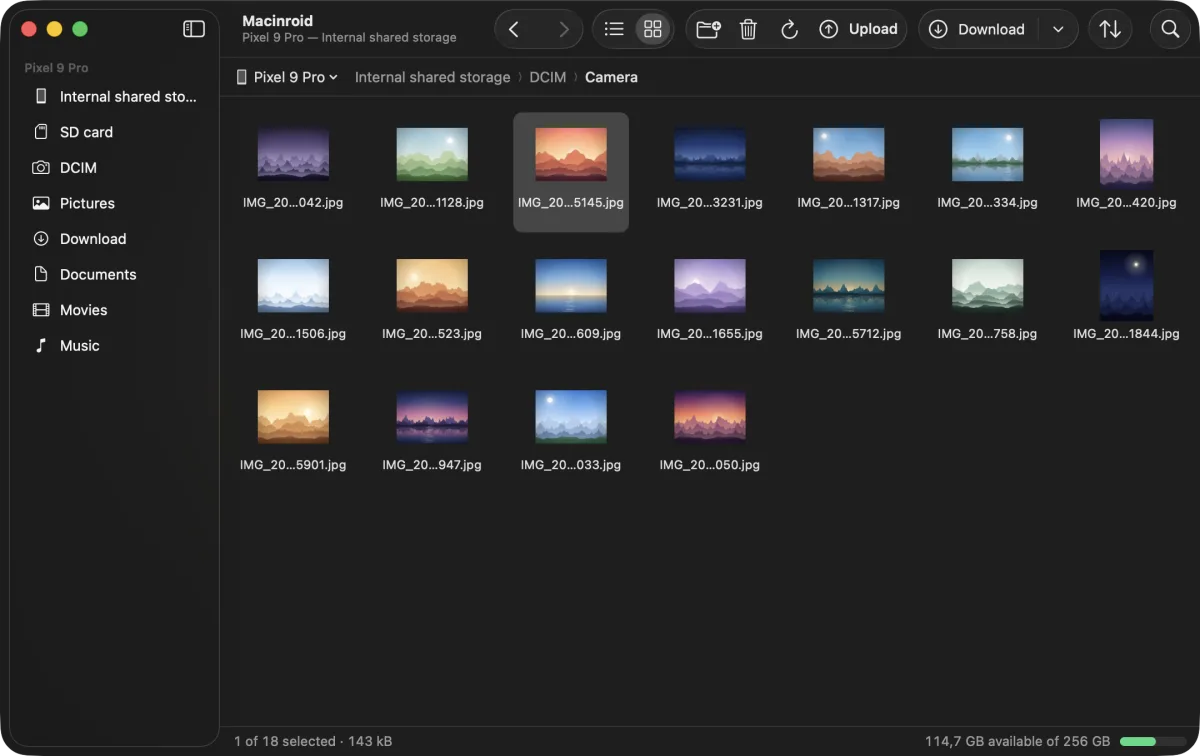 Macinroid
Pixel 9 Pro — Internal shared storage
Upload
Download
Pixel 9 Pro
Internal shared sto...
SD card
DCIM
Pictures
Download
Documents
Movies
Music
Pixel 9 Pro Internal shared storage › DCIM › Camera
IMG_20...042.jpg IMG_20...1128.jpg IMG_20...5145.jpg IMG_20...3231.jpg IMG_20...1317.jpg IMG_20...334.jpg IMG_20...420.jpg
IMG_20...1506.jpg IMG_20...523.jpg IMG_20...609.jpg IMG_20...1655.jpg IMG_20...5712.jpg IMG_20...758.jpg IMG_20...1844.jpg
IMG_20...5901.jpg IMG_20...947.jpg IMG_20...033.jpg IMG_20...050.jpg
1 of 18 selected · 143 kB
114,7 GB available of 256 GB